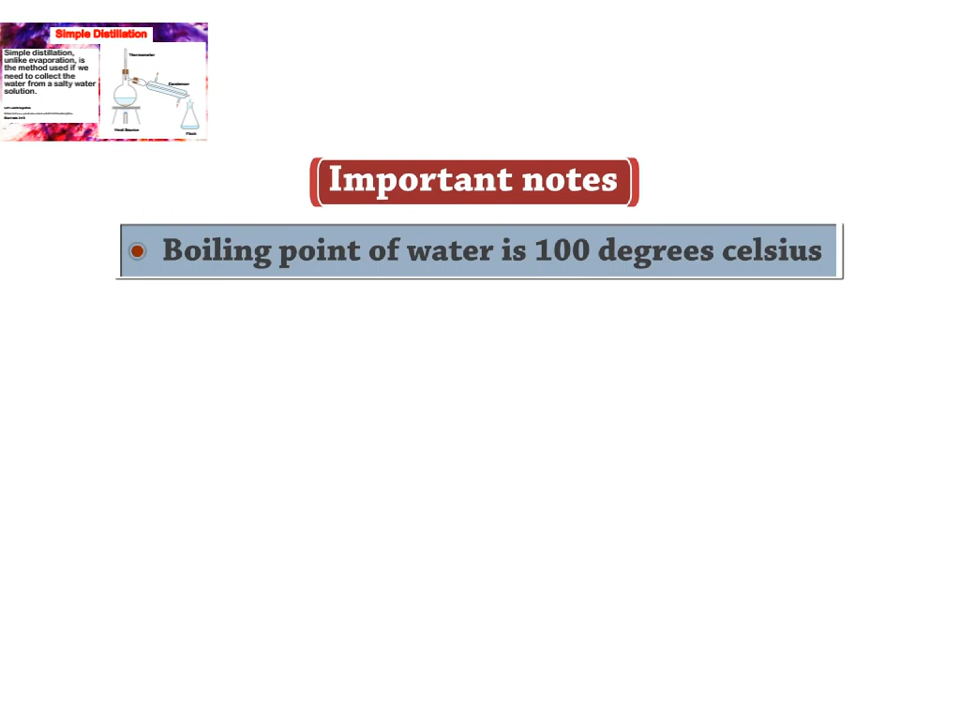 Simple Distillation
Simple distillation,
unlike evaporation, is
the method used if we
need to collect the
water from a salty water
solution.
Thermometer
Condenser
Heat Source
Flask
Important notes
Boiling point of water is 100 degrees celsius